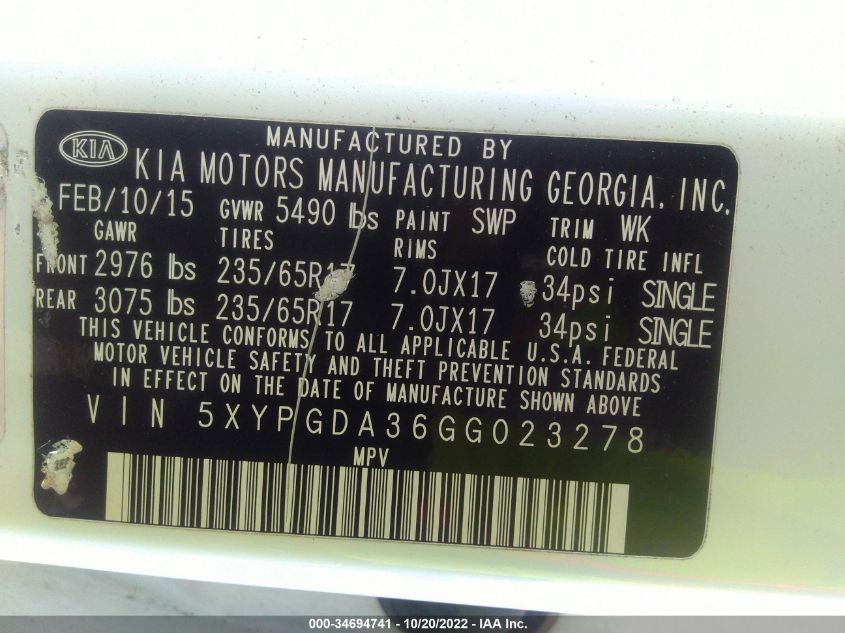 MANUFACTURED BY
KIA KIA MOTORS MANUFACTURING GEORGIA, INC.
FEB/10/15 GVWR 5490 lbs PAINT SWP TRIM WK
GAWR TIRES RIMS COLD TIRE INFL
FRONT 2976 lbs 235/65R17 7.0JX17 34psi SINGLE
REAR 3075 lbs 235/65R17 7.0JX17 34psi SINGLE
THIS VEHICLE CONFORMS TO ALL APPLICABLE U.S.A. FEDERAL
MOTOR VEHICLE SAFETY AND THEFT PREVENTION STANDARDS
IN EFFECT ON THE DATE OF MANUFACTURE SHOWN ABOVE
VIN 5XYPGDA36GG023278
MPV
000-34694741 - 10/20/2022 - IAA Inc.